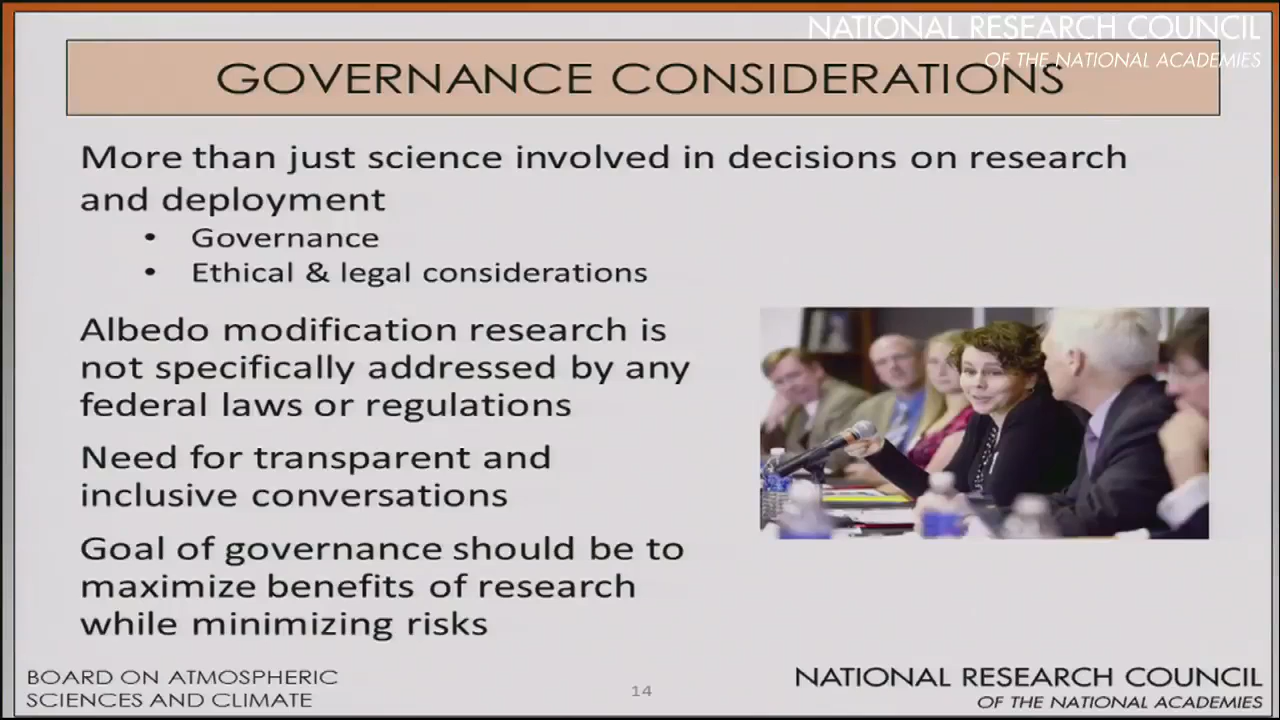 NATIONAL RESEARCH COUNCIL
OF THE NATIONAL ACADEMIES
GOVERNANCE CONSIDERATIONS
More than just science involved in decisions on research
and deployment
• Governance
• Ethical & legal considerations
Albedo modification research is
not specifically addressed by any
federal laws or regulations
Need for transparent and
inclusive conversations
Goal of governance should be to
maximize benefits of research
while minimizing risks
BOARD ON ATMOSPHERIC
SCIENCES AND CLIMATE
14
NATIONAL RESEARCH COUNCIL
OF THE NATIONAL ACADEMIES